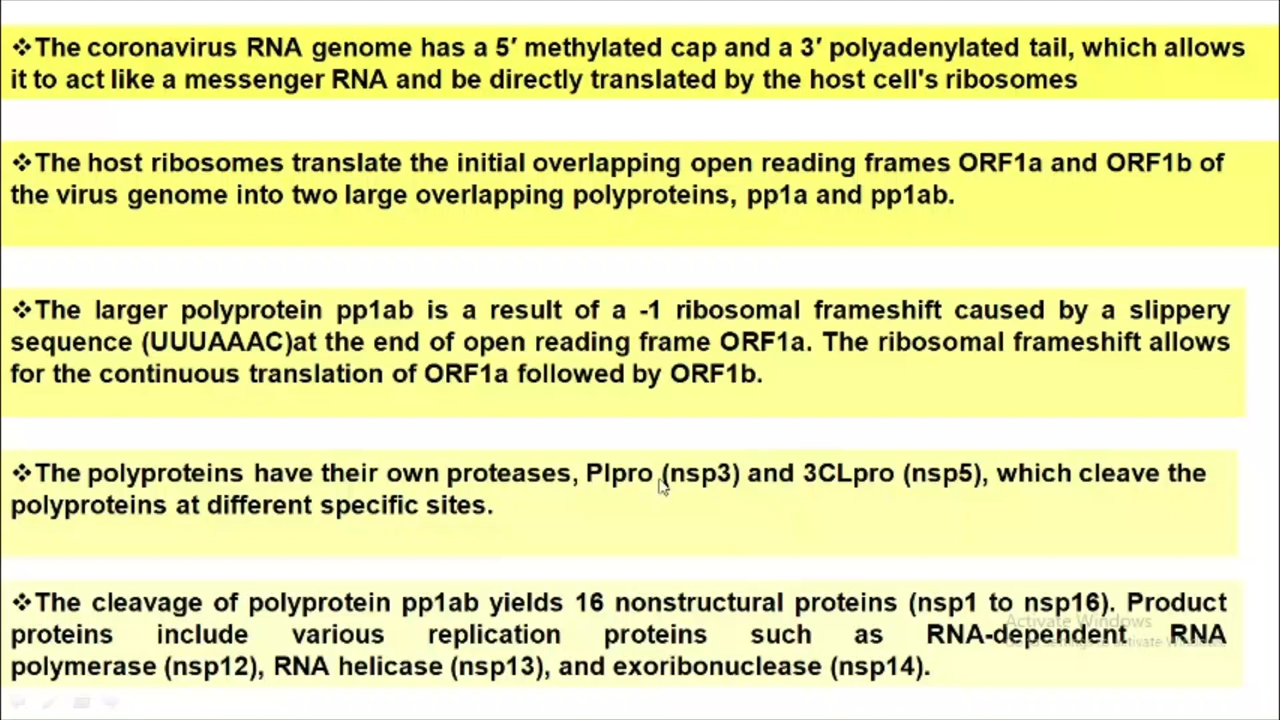 ❖The coronavirus RNA genome has a 5′ methylated cap and a 3′ polyadenylated tail, which allows
it to act like a messenger RNA and be directly translated by the host cell's ribosomes
❖The host ribosomes translate the initial overlapping open reading frames ORF1a and ORF1b of
the virus genome into two large overlapping polyproteins, pp1a and pp1ab.
❖The larger polyprotein pp1ab is a result of a -1 ribosomal frameshift caused by a slippery
sequence (UUUAAAC)at the end of open reading frame ORF1a. The ribosomal frameshift allows
for the continuous translation of ORF1a followed by ORF1b.
❖The polyproteins have their own proteases, PIpro (nsp3) and 3CLpro (nsp5), which cleave the
polyproteins at different specific sites.
❖The cleavage of polyprotein pp1ab yields 16 nonstructural proteins (nsp1 to nsp16). Product
proteins include various replication proteins such as RNA-dependent RNA
polymerase (nsp12), RNA helicase (nsp13), and exoribonuclease (nsp14).
Activate Windows
to activate Windows.